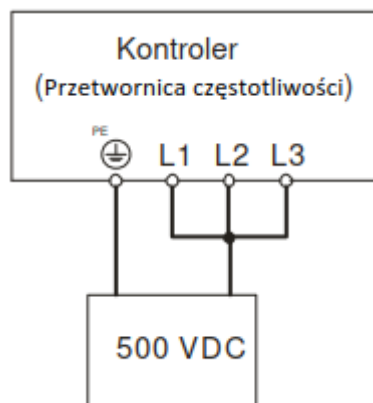 Kontroler
(Przetwornica częstotliwości)
PE
L1 L2 L3
500 VDC